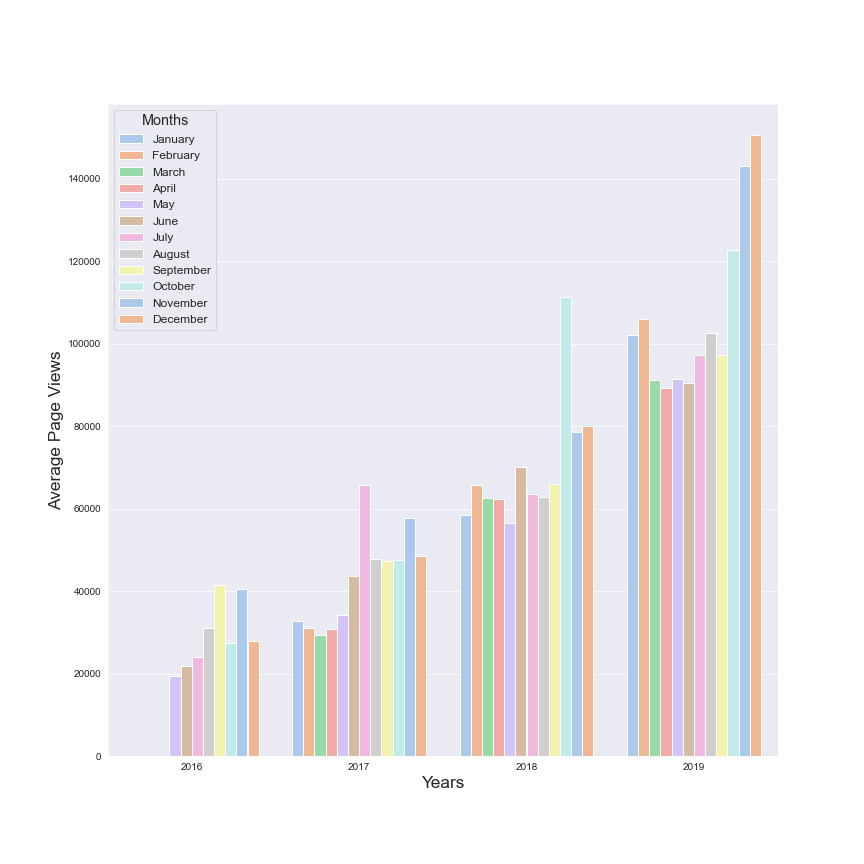 Months
January
February
March
April
May
June
July
August
September
October
November
December
140000
120000
100000
80000
60000
40000
20000
0
Average Page Views
2016 2017 2018 2019
Years